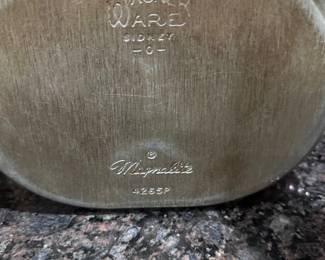 WARE
SIDNEY
-O-
®
Magnalite
4265P